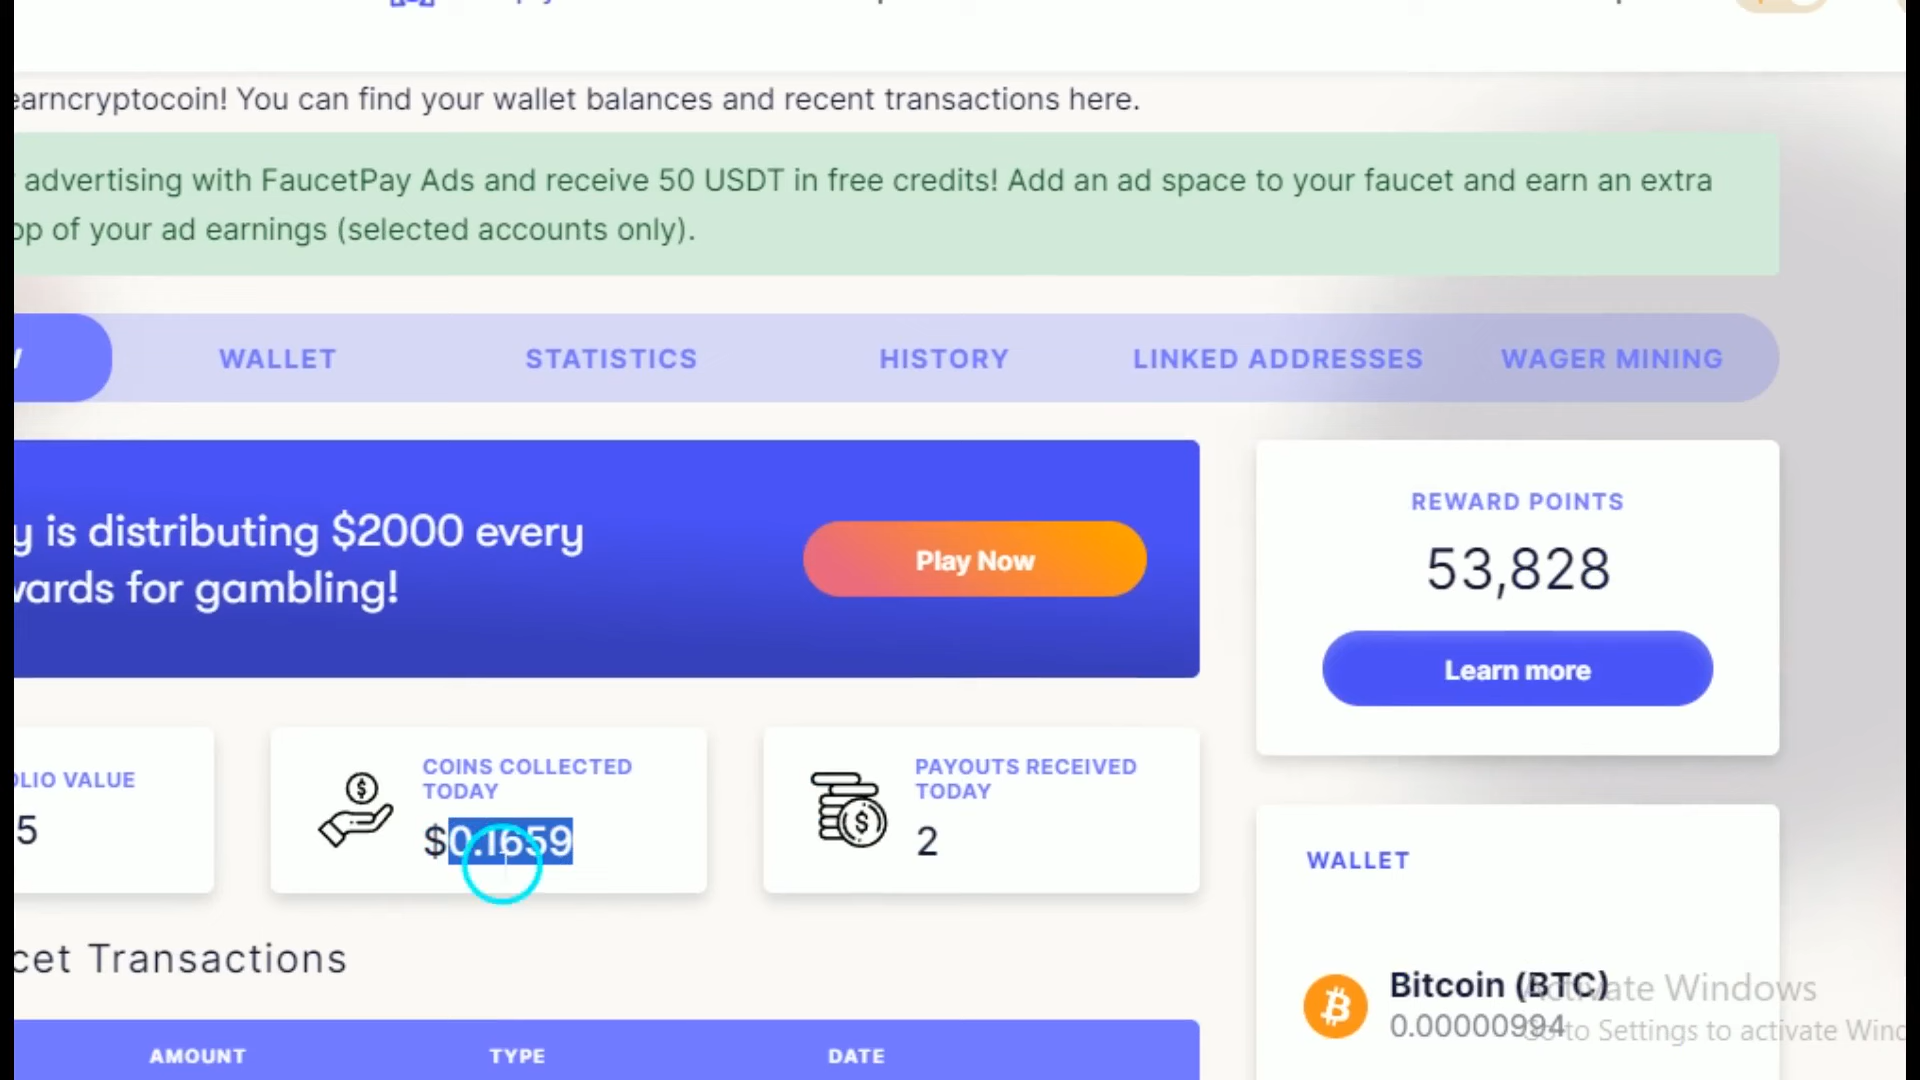 earncryptocoin! You can find your wallet balances and recent transactions here.
advertising with FaucetPay Ads and receive 50 USDT in free credits! Add an ad space to your faucet and earn an extra
op of your ad earnings (selected accounts only).
WALLET STATISTICS HISTORY LINKED ADDRESSES WAGER MINING
y is distributing $2000 every
wards for gambling!
Play Now
REWARD POINTS
53,828
Learn more
OLIO VALUE
5
COINS COLLECTED
TODAY
$0.1659
PAYOUTS RECEIVED
TODAY
2
WALLET
cet Transactions
Bitcoin (BTC)
0.00000994
Activate Windows
Go to Settings to activate Wind
AMOUNT TYPE DATE